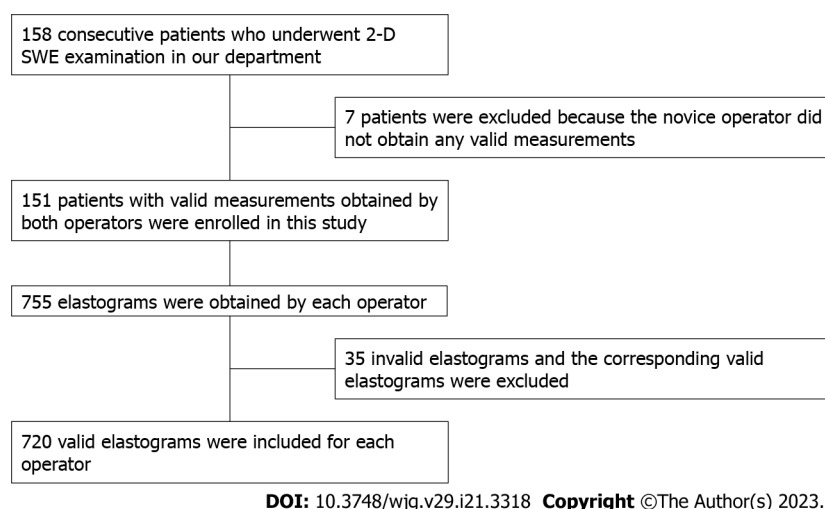 158 consecutive patients who underwent 2-D
SWE examination in our department
7 patients were excluded because the novice operator did
not obtain any valid measurements
151 patients with valid measurements obtained by
both operators were enrolled in this study
755 elastograms were obtained by each operator
35 invalid elastograms and the corresponding valid
elastograms were excluded
720 valid elastograms were included for each
operator
DOI: 10.3748/wjg.v29.i21.3318 Copyright ©The Author(s) 2023.